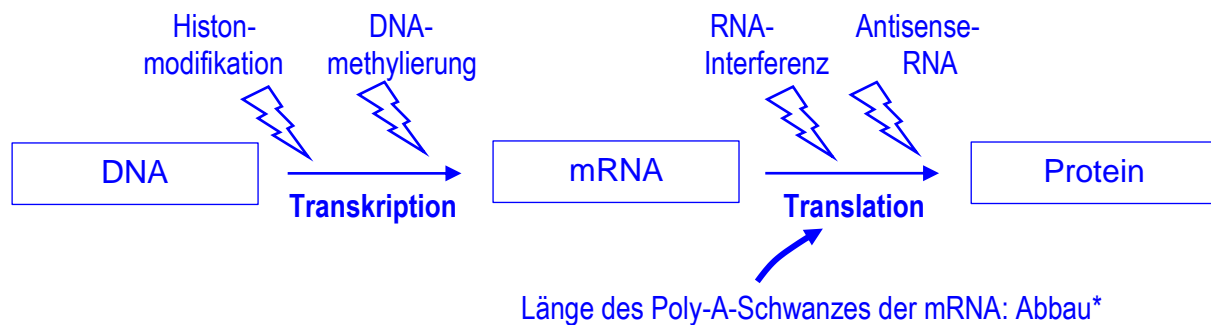 Histon-
modifikation
DNA-
methylierung
RNA-
Interferenz
Antisense-
RNA
DNA
Transkription
mRNA
Translation
Protein
Länge des Poly-A-Schwanzes der mRNA: Abbau*